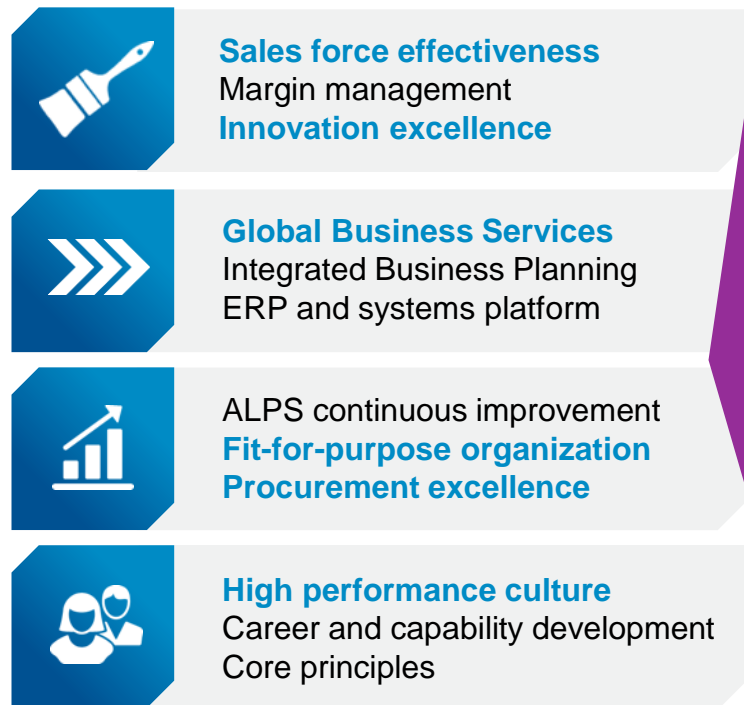 Sales force effectiveness
Margin management
Innovation excellence
Global Business Services
Integrated Business Planning
ERP and systems platform
ALPS continuous improvement
Fit-for-purpose organization
Procurement excellence
High performance culture
Career and capability development
Core principles